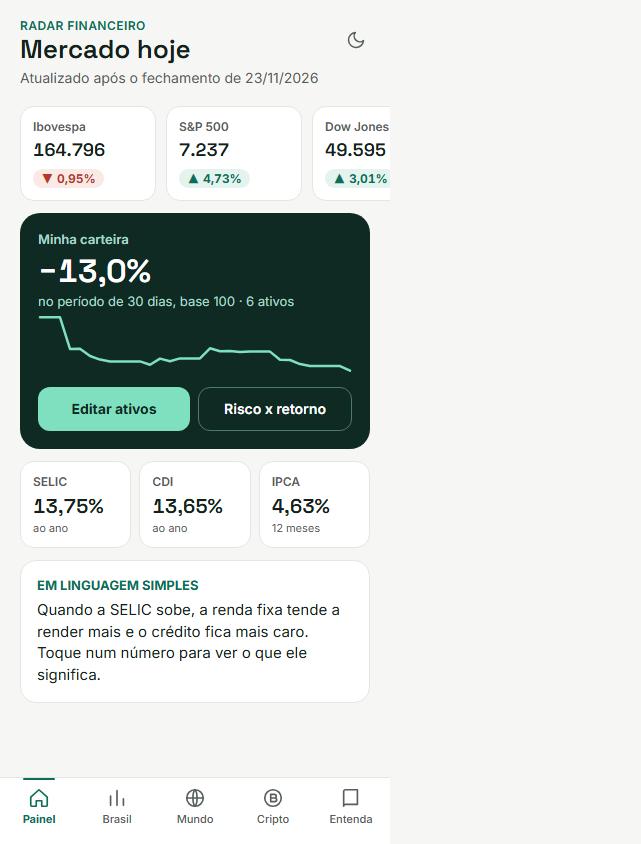 RADAR FINANCEIRO
Mercado hoje
Atualizado após o fechamento de 23/11/2026
Ibovespa
164.796
▼ 0,95%
S&P 500
7.237
▲ 4,73%
Dow Jones
49.595
▲ 3,01%
Minha carteira
−13,0%
no período de 30 dias, base 100 · 6 ativos
Editar ativos
Risco x retorno
SELIC
13,75%
ao ano
CDI
13,65%
ao ano
IPCA
4,63%
12 meses
EM LINGUAGEM SIMPLES
Quando a SELIC sobe, a renda fixa tende a
render mais e o crédito fica mais caro.
Toque num número para ver o que ele
significa.
Painel
Brasil
Mundo
Cripto
Entenda